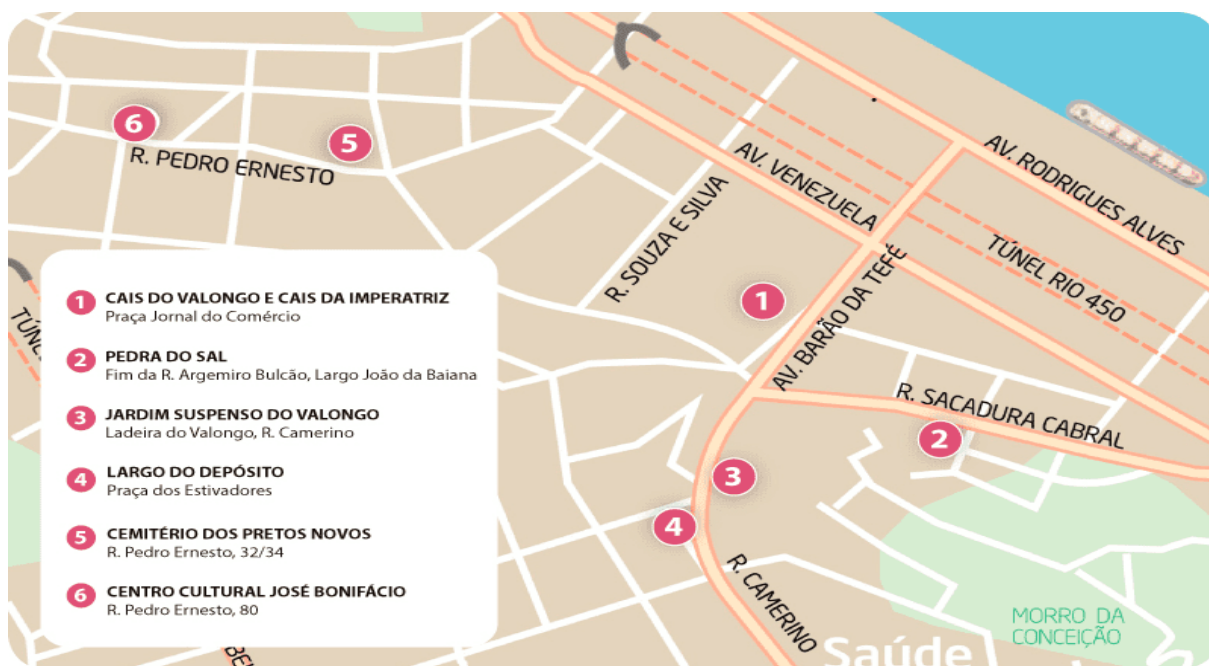 6
5
R. PEDRO ERNESTO
AV. VENEZUELA
AV. RODRIGUES ALVES
R. SOUZA E SILVA
TÚNEL RIO 450
1
AV. BARÃO DA TEFE
R. SACADURA CABRAL
2
3
4
R. CAMERINO
MORRO DA
CONCEIÇÃO
Saúde
TÚNEL
1 CAIS DO VALONGO E CAIS DA IMPERATRIZ
Praça Jornal do Comércio
2 PEDRA DO SAL
Fim da R. Argemiro Bulcão, Largo João da Baiana
3 JARDIM SUSPENSO DO VALONGO
Ladeira do Valongo, R. Camerino
4 LARGO DO DEPÓSITO
Praça dos Estivadores
5 CEMITÉRIO DOS PRETOS NOVOS
R. Pedro Ernesto, 32/34
6 CENTRO CULTURAL JOSÉ BONIFÁCIO
R. Pedro Ernesto, 80